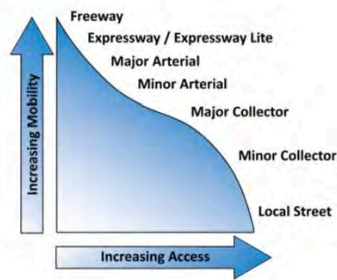 Freeway
Expressway / Expressway Lite
Major Arterial
Minor Arterial
Major Collector
Minor Collector
Local Street
Increasing Mobility
Increasing Access